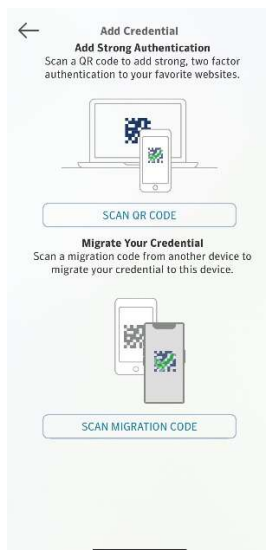 Add Credential
Add Strong Authentication
Scan a QR code to add strong, two factor
authentication to your favorite websites.
SCAN QR CODE
Migrate Your Credential
Scan a migration code from another device to
migrate your credential to this device.
SCAN MIGRATION CODE